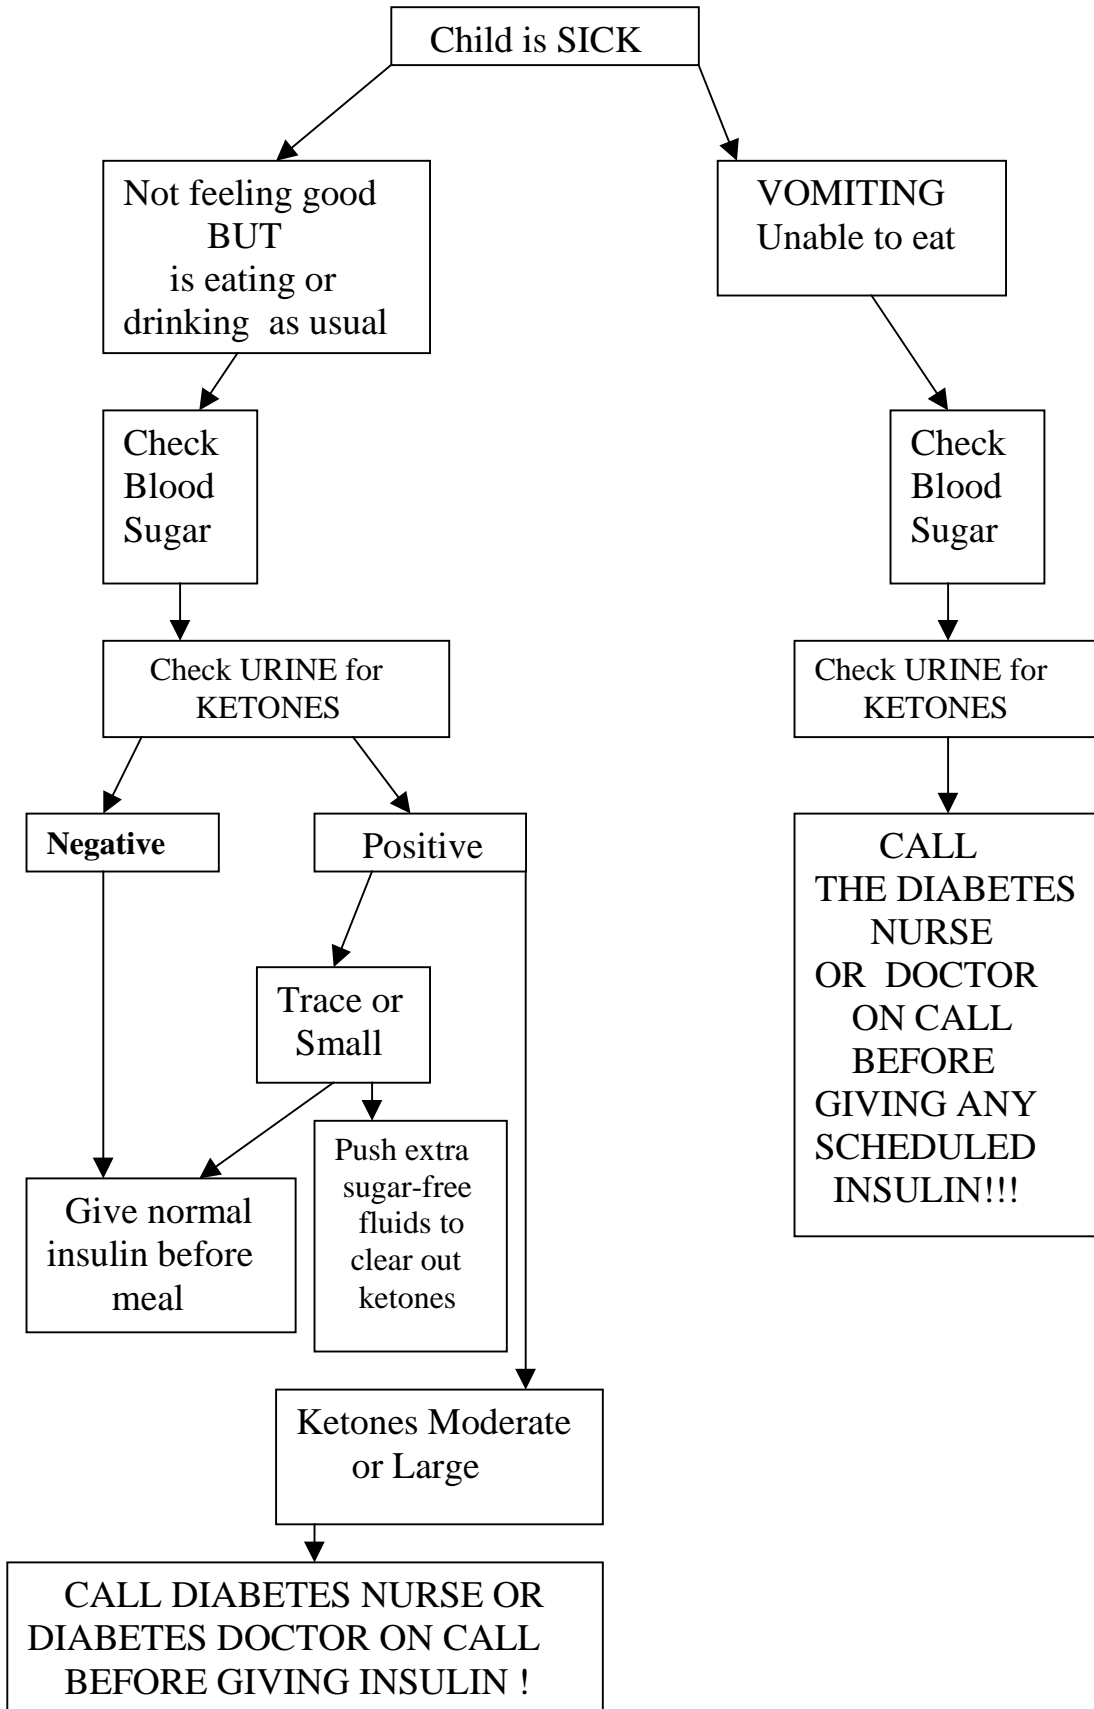 Child is SICK
Not feeling good
BUT
is eating or
drinking as usual
VOMITING
Unable to eat
Check
Blood
Sugar
Check
Blood
Sugar
Check URINE for
KETONES
Check URINE for
KETONES
Negative
Positive
CALL
THE DIABETES
NURSE
OR DOCTOR
ON CALL
BEFORE
GIVING ANY
SCHEDULED
INSULIN!!!
Trace or
Small
Push extra
sugar-free
fluids to
clear out
ketones
Give normal
insulin before
meal
Ketones Moderate
or Large
CALL DIABETES NURSE OR
DIABETES DOCTOR ON CALL
BEFORE GIVING INSULIN !